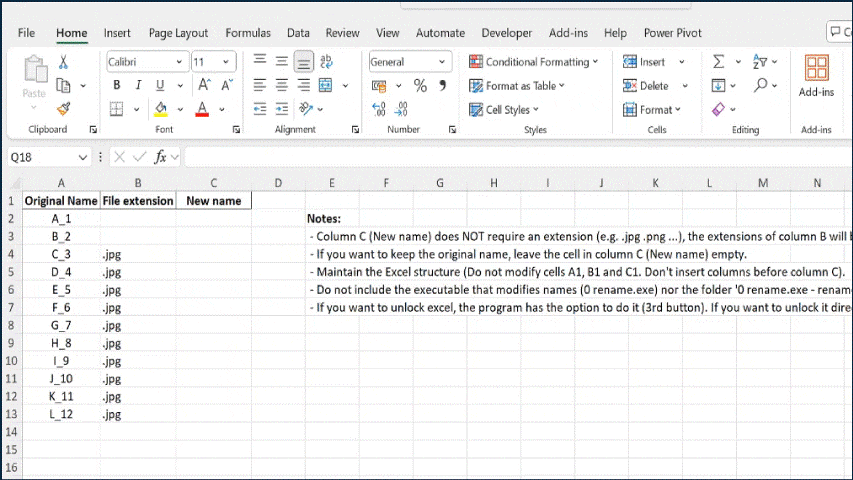 File Home Insert Page Layout Formulas Data Review View Automate Developer Add-ins Help Power Pivot
Calibri 11 General Conditional Formatting Insert
Paste B I U Format as Table Delete Add-ins
Cell Styles Format
Clipboard Font Alignment Number Styles Cells Editing Add-ins
Q18 fx
A B C D E F G H I J K L M N
1 Original Name File extension New name
2 A_1 Notes:
3 B_2 - Column C (New name) does NOT require an extension (e.g. .jpg .png ...), the extensions of column B will b
4 C_3 .jpg - If you want to keep the original name, leave the cell in column C (New name) empty.
5 D_4 .jpg - Maintain the Excel structure (Do not modify cells A1, B1 and C1. Don't insert columns before column C).
6 E_5 .jpg - Do not include the executable that modifies names (0 rename.exe) nor the folder '0 rename.exe - renam
7 F_6 .jpg - If you want to unlock excel, the program has the option to do it (3rd button). If you want to unlock it dire
8 G_7 .jpg
9 H_8 .jpg
10 I_9 .jpg
11 J_10 .jpg
12 K_11 .jpg
13 L_12 .jpg
14
15
16